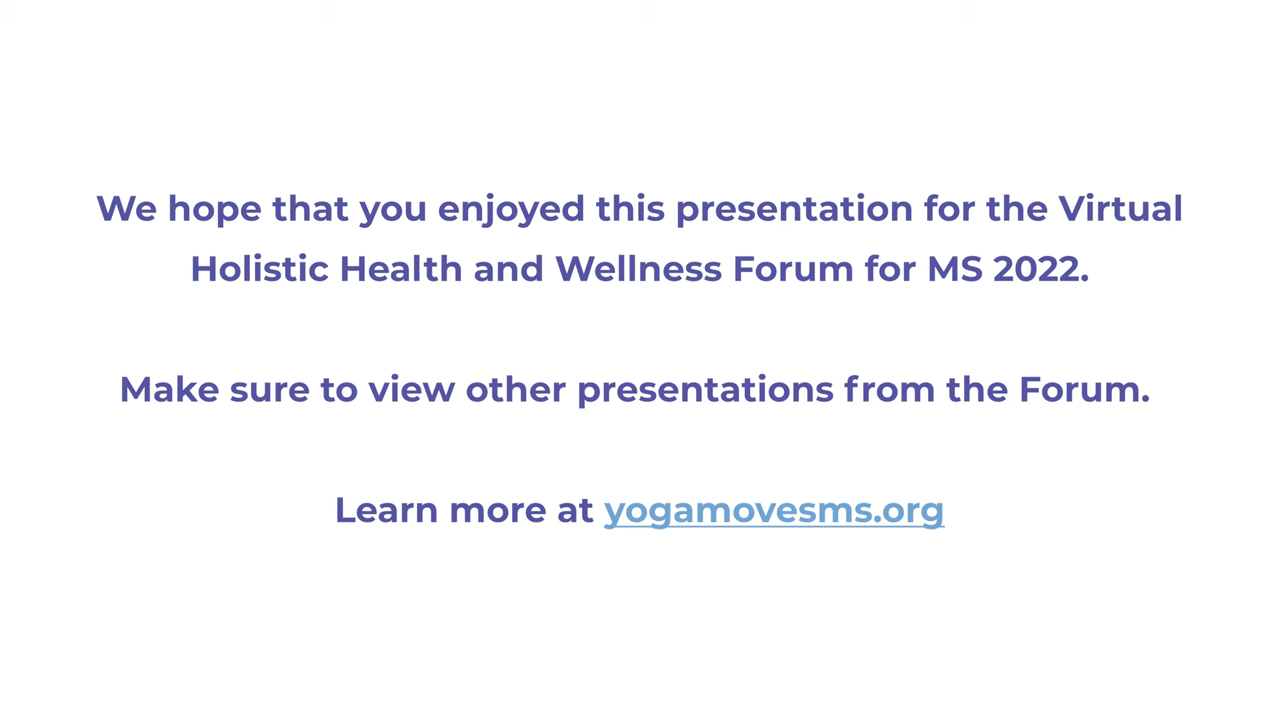 We hope that you enjoyed this presentation for the Virtual
Holistic Health and Wellness Forum for MS 2022.
Make sure to view other presentations from the Forum.
Learn more at yogamovesms.org